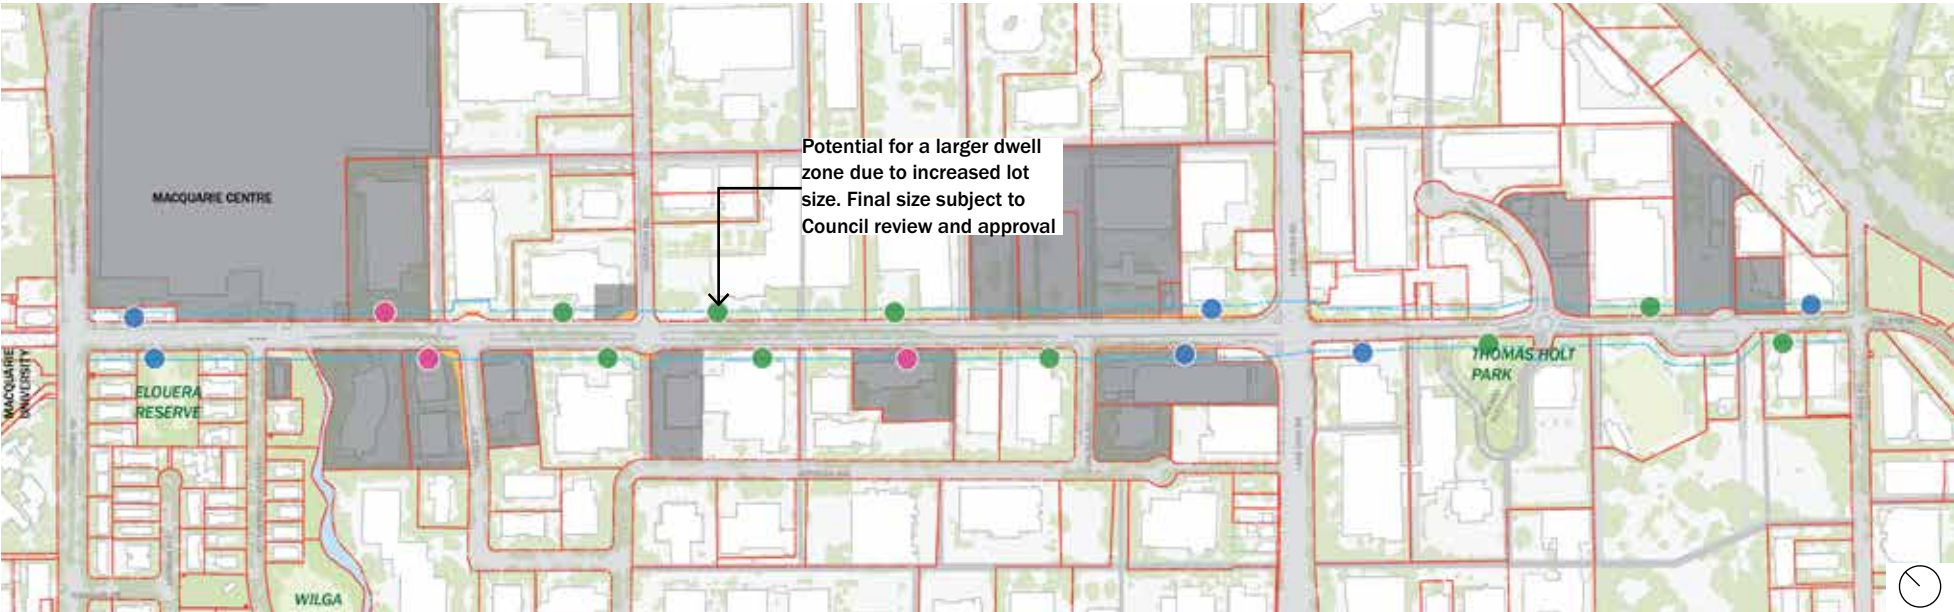 Potential for a larger dwell
zone due to increased lot
size. Final size subject to
Council review and approval
MACQUARIE CENTRE
MACQUARIE
UNIVERSITY
ELOUERA
RESERVE
THOMAS HOLT
PARK
WILGA